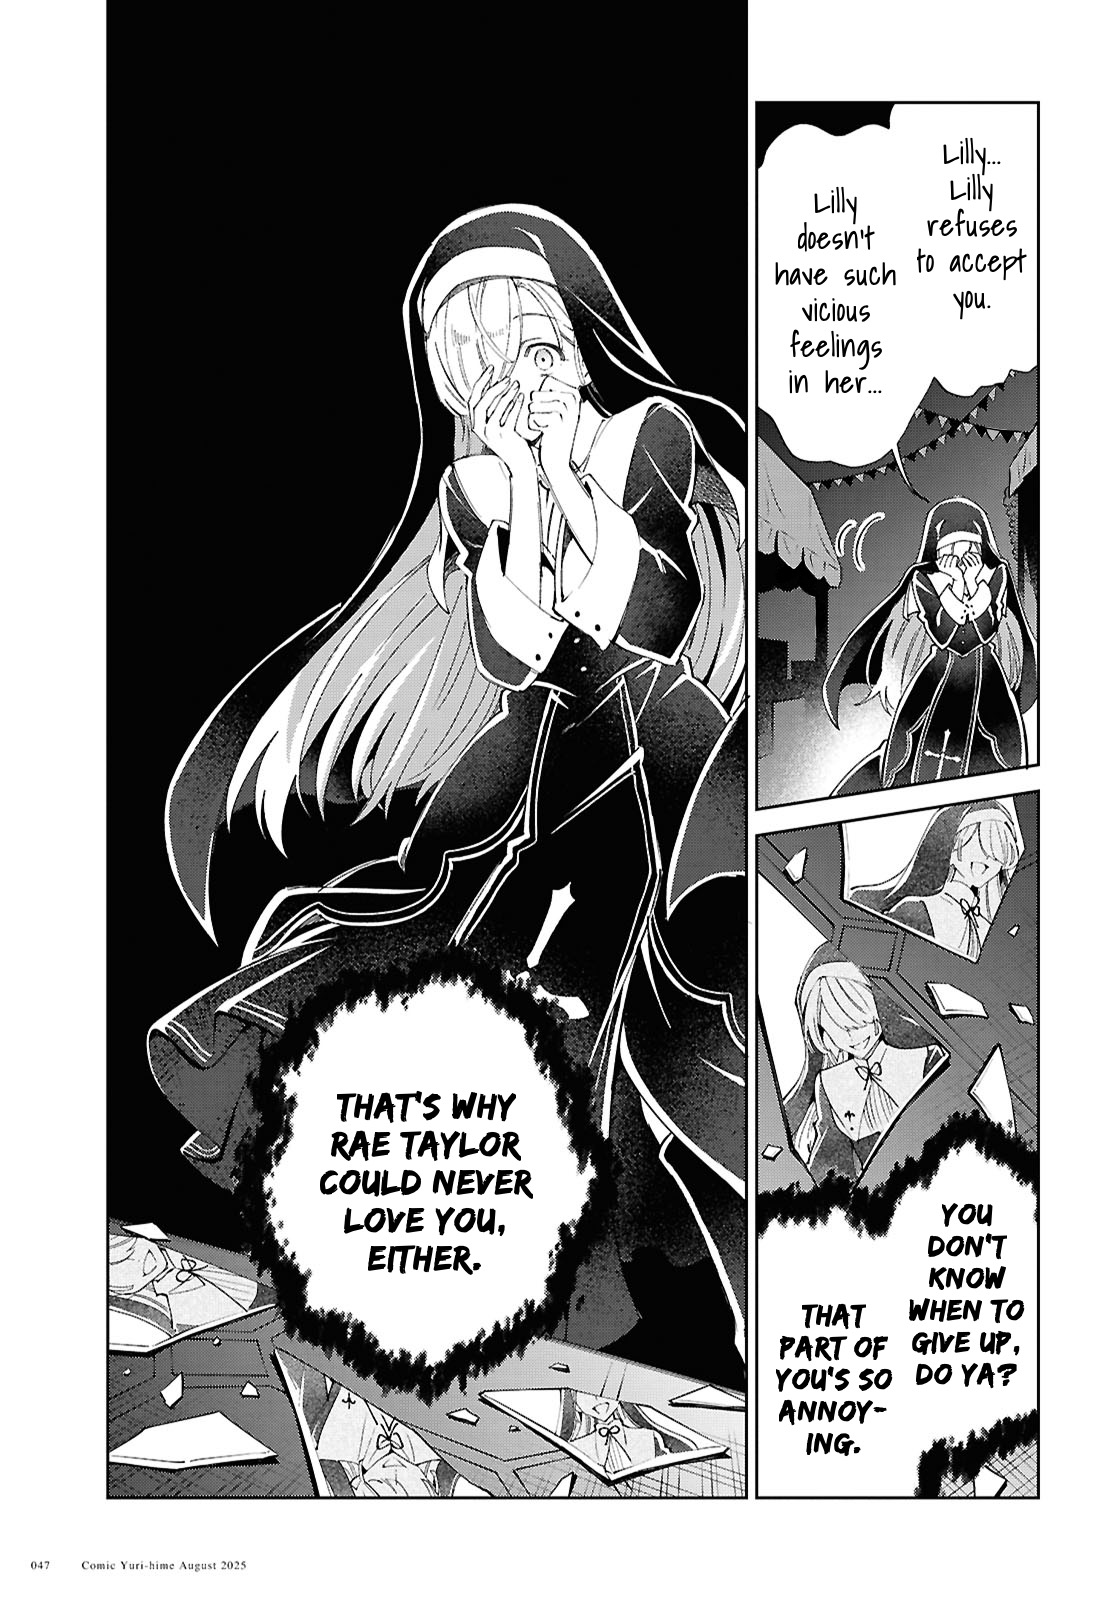 Lilly...
Lilly
refuses
to accept
you.
Lilly
doesn't
have such
vicious
feelings
in her...
YOU
DON'T
KNOW
WHEN TO
GIVE UP,
DO YA?
THAT
PART OF
YOU'S SO
ANNOY-
ING.
THAT'S WHY
RAE TAYLOR
COULD NEVER
LOVE YOU,
EITHER.
047 Comic Yuri-hime August 2025